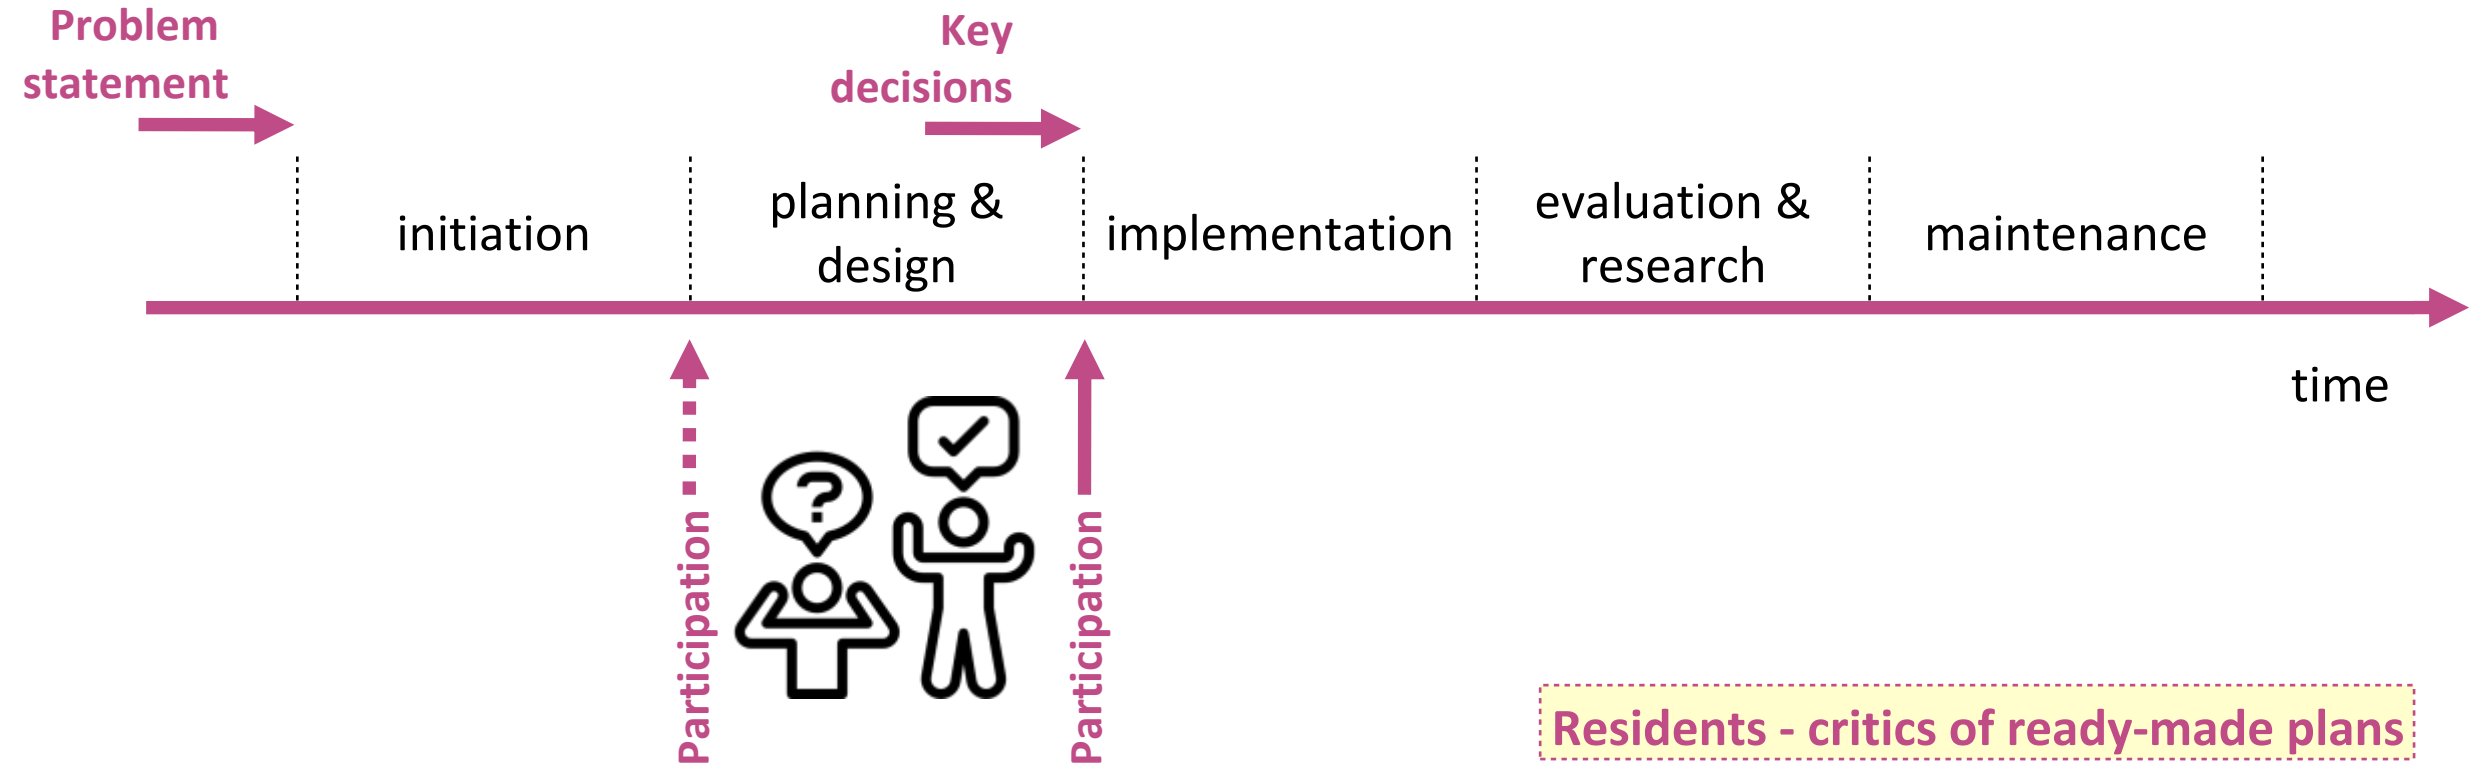 Problem
statement
Key
decisions
initiation
planning &
design
implementation
evaluation &
research
maintenance
time
?
Participation
Participation
Residents - critics of ready-made plans